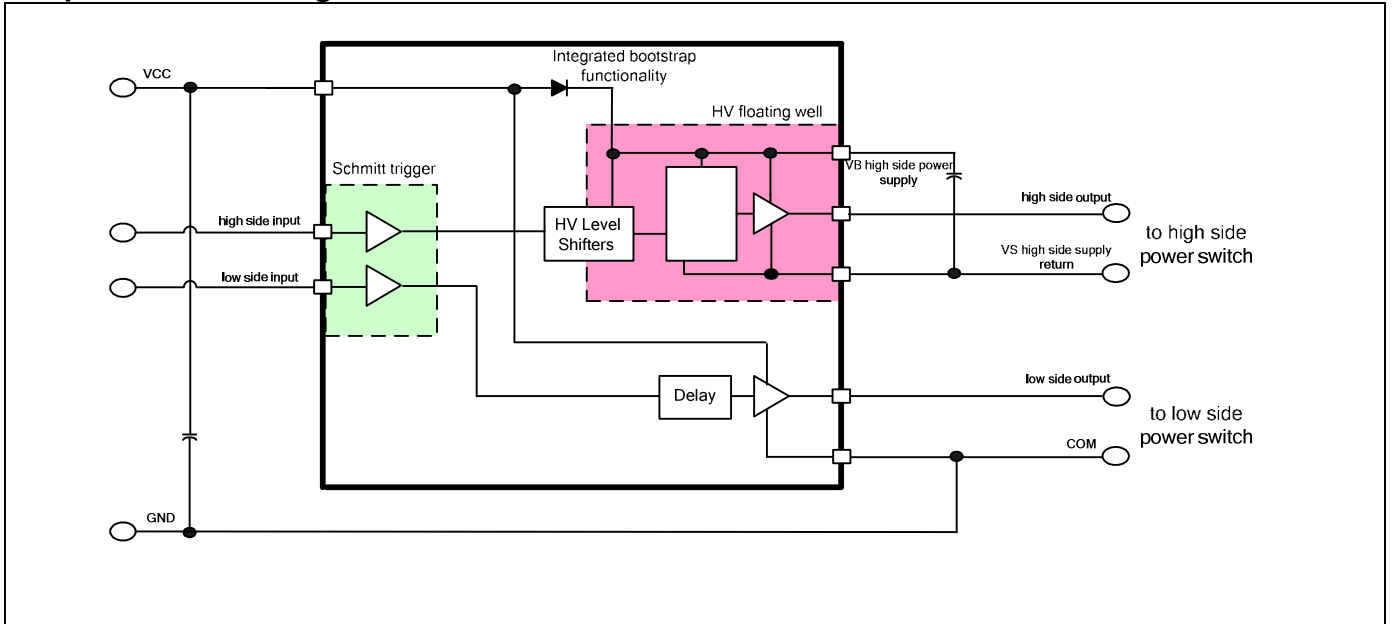 Integrated bootstrap
functionality
VCC
HV floating well
Schmitt trigger
VB high side power
supply
high side input
HV Level
Shifters
high side output
to high side
power switch
low side input
VS high side supply
return
Delay
low side output
to low side
power switch
COM
GND